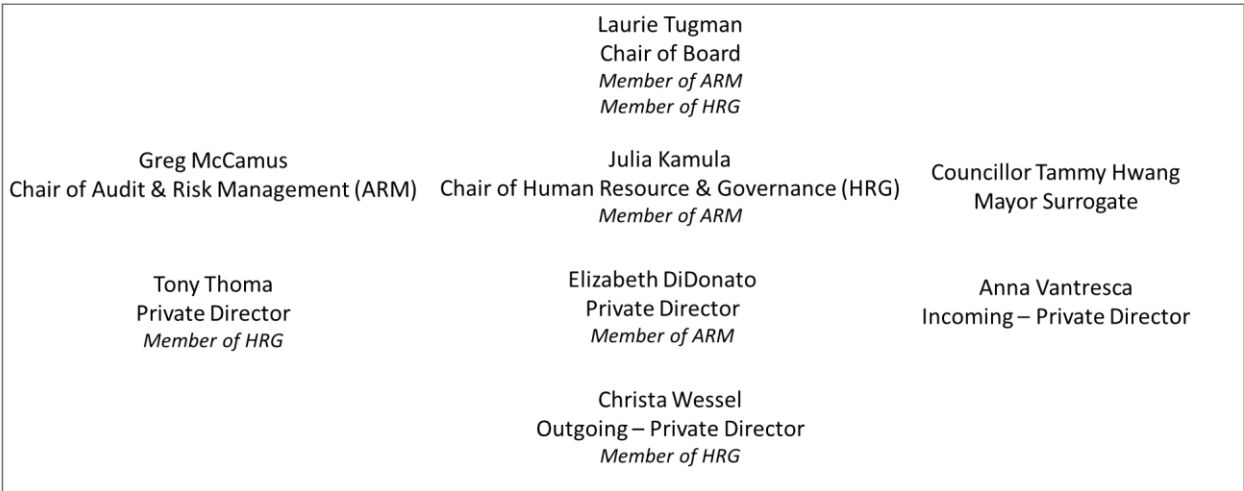 Laurie Tugman
Chair of Board
Member of ARM
Member of HRG
Greg McCamus
Chair of Audit & Risk Management (ARM)
Julia Kamula
Chair of Human Resource & Governance (HRG)
Member of ARM
Councillor Tammy Hwang
Mayor Surrogate
Tony Thoma
Private Director
Member of HRG
Elizabeth DiDonato
Private Director
Member of ARM
Anna Vantresca
Incoming – Private Director
Christa Wessel
Outgoing – Private Director
Member of HRG